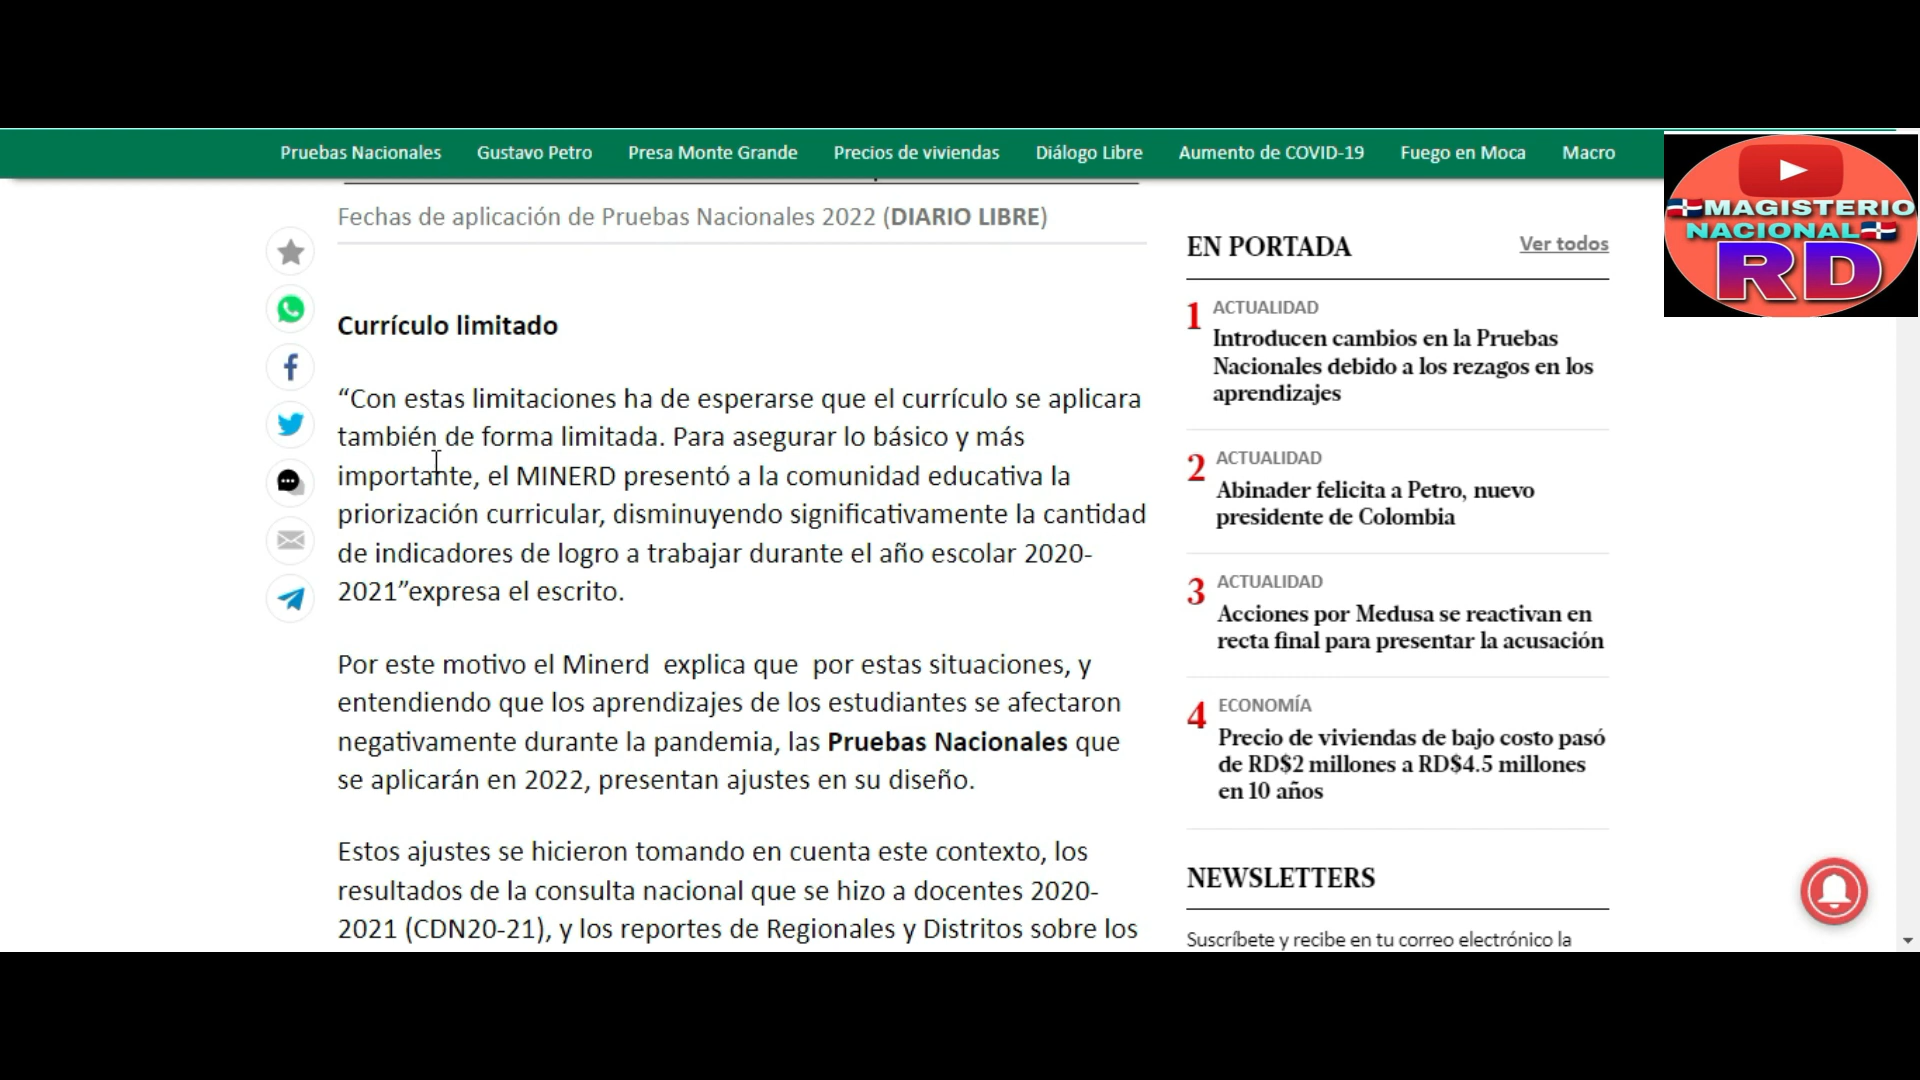 Pruebas Nacionales Gustavo Petro Presa Monte Grande Precios de viviendas Diálogo Libre Aumento de COVID-19 Fuego en Moca Macro
MAGISTERIO
NACIONAL
RD
Fechas de aplicación de Pruebas Nacionales 2022 (DIARIO LIBRE)
Currículo limitado
“Con estas limitaciones ha de esperarse que el currículo se aplicara
también de forma limitada. Para asegurar lo básico y más
importante, el MINERD presentó a la comunidad educativa la
priorización curricular, disminuyendo significativamente la cantidad
de indicadores de logro a trabajar durante el año escolar 2020-
2021”expresa el escrito.
Por este motivo el Minerd  explica que  por estas situaciones, y
entendiendo que los aprendizajes de los estudiantes se afectaron
negativamente durante la pandemia, las Pruebas Nacionales que
se aplicarán en 2022, presentan ajustes en su diseño.
Estos ajustes se hicieron tomando en cuenta este contexto, los
resultados de la consulta nacional que se hizo a docentes 2020-
2021 (CDN20-21), y los reportes de Regionales y Distritos sobre los
EN PORTADA Ver todos
1 ACTUALIDAD
Introducen cambios en la Pruebas
Nacionales debido a los rezagos en los
aprendizajes
2 ACTUALIDAD
Abinader felicita a Petro, nuevo
presidente de Colombia
3 ACTUALIDAD
Acciones por Medusa se reactivan en
recta final para presentar la acusación
4 ECONOMÍA
Precio de viviendas de bajo costo pasó
de RD$2 millones a RD$4.5 millones
en 10 años
NEWSLETTERS
Suscríbete y recibe en tu correo electrónico la